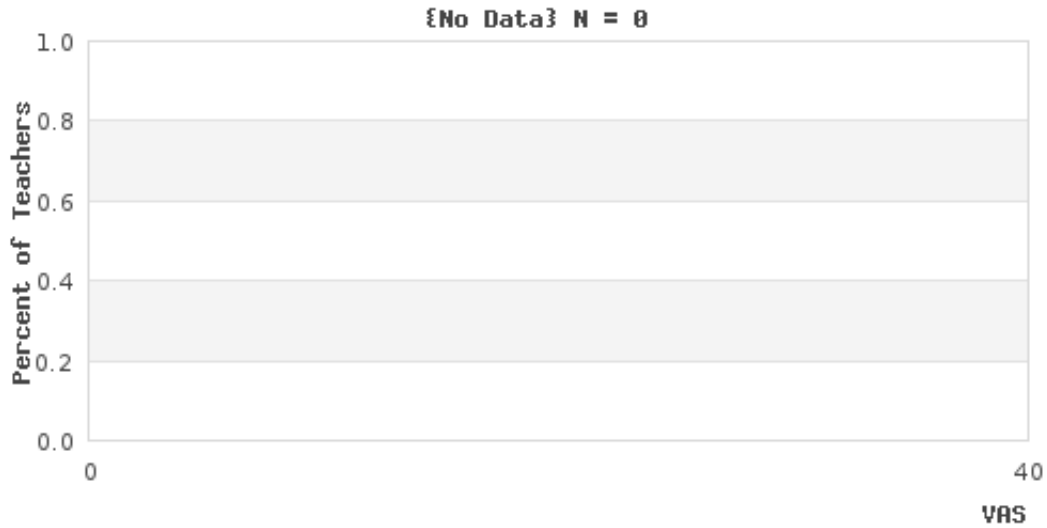 {No Data} N = 0
1.0
0.8
0.6
0.4
0.2
0.0
Percent of Teachers
0
40
VAS